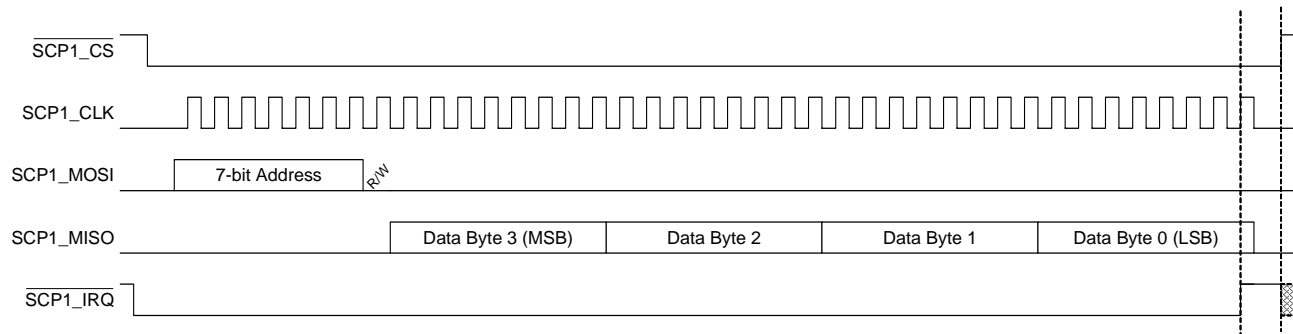 SCP1_CS
SCP1_CLK
SCP1_MOSI 7-bit Address R/W
SCP1_MISO Data Byte 3 (MSB) Data Byte 2 Data Byte 1 Data Byte 0 (LSB)
SCP1_IRQ